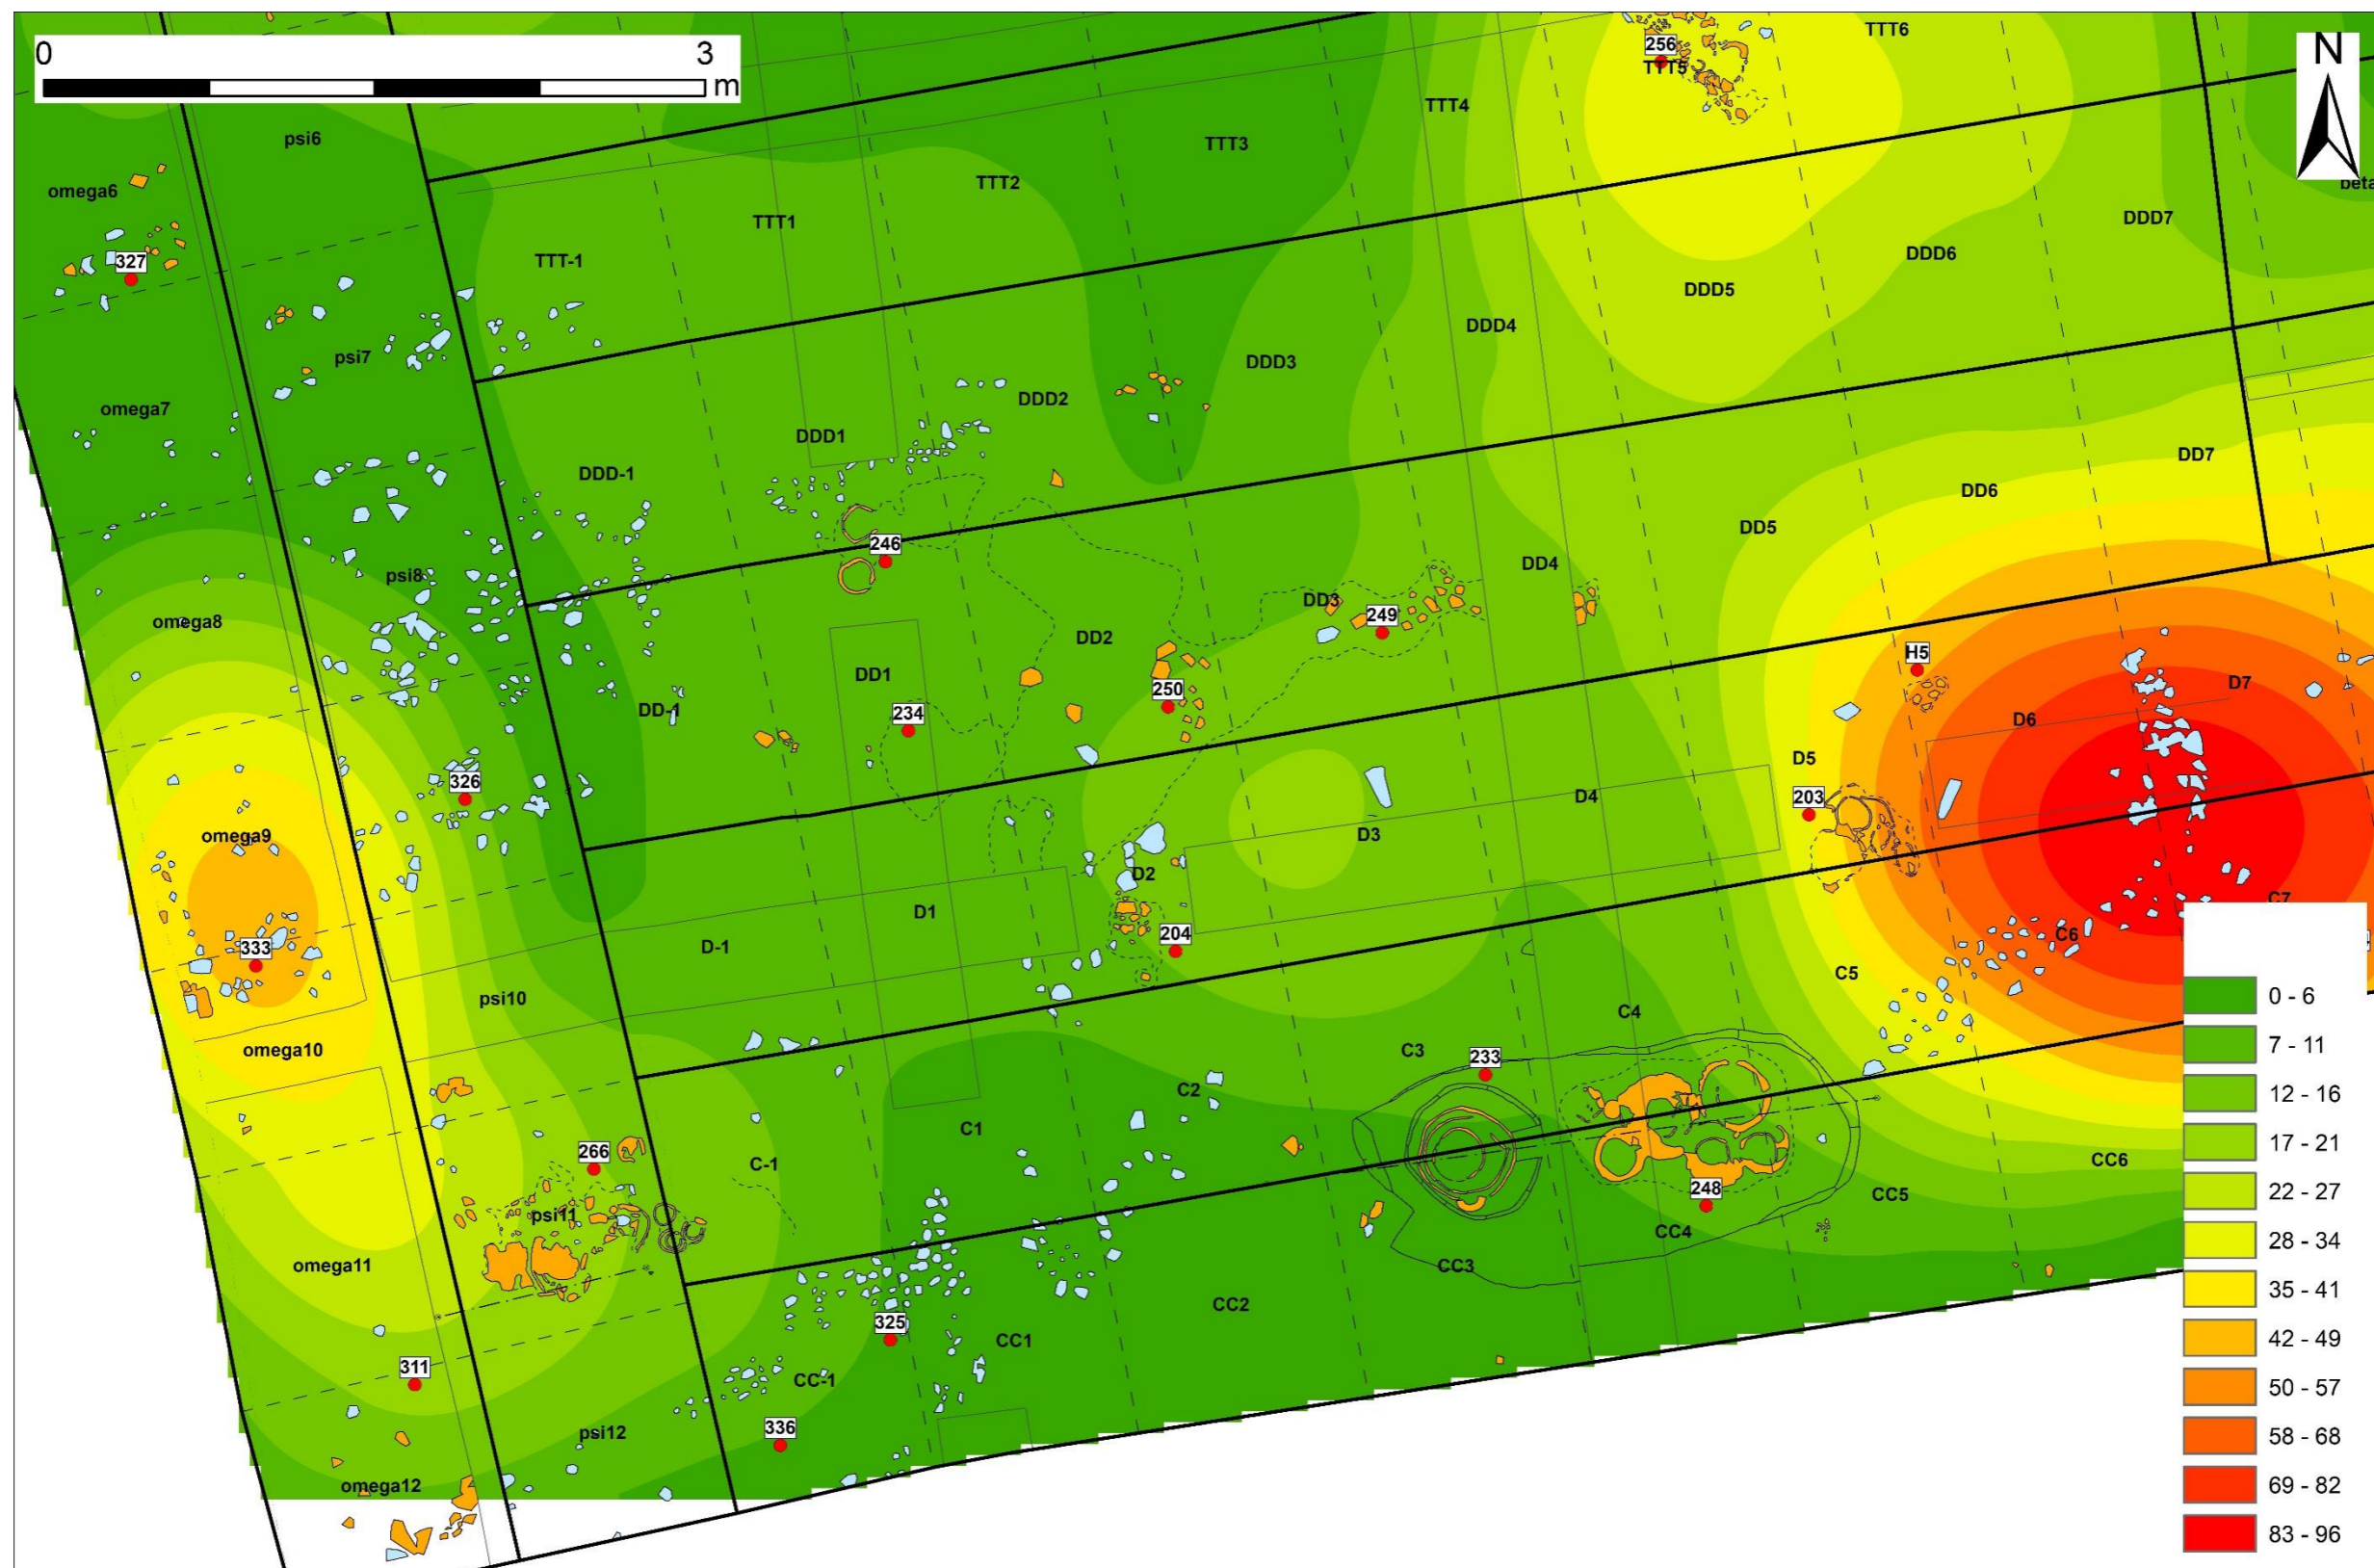 0 3
m
N
256
TTT6
TTT5
TTT4
psi6
TTT3
TTT2
omega6
TTT1
DDD7
327
TTT-1
DDD6
DDD5
DDD4
psi7
DDD3
omega7
DDD2
DDD1
DDD-1
DD7
DD6
DD5
246
DD4
psi8
DD3
249
omega8
DD2
H5
DD1
250
D7
DD-1
234
D6
D5
326
D4
203
omega9
D3
D2
C7
D1
204
C6
333
D-1
C5
psi10
C4
omega10
C3
233
C2
C1
266
C-1
CC6
248
CC5
psi11
CC4
omega11
CC3
CC2
325
CC1
311
CC-1
336
psi12
omega12
0 - 6
7 - 11
12 - 16
17 - 21
22 - 27
28 - 34
35 - 41
42 - 49
50 - 57
58 - 68
69 - 82
83 - 96